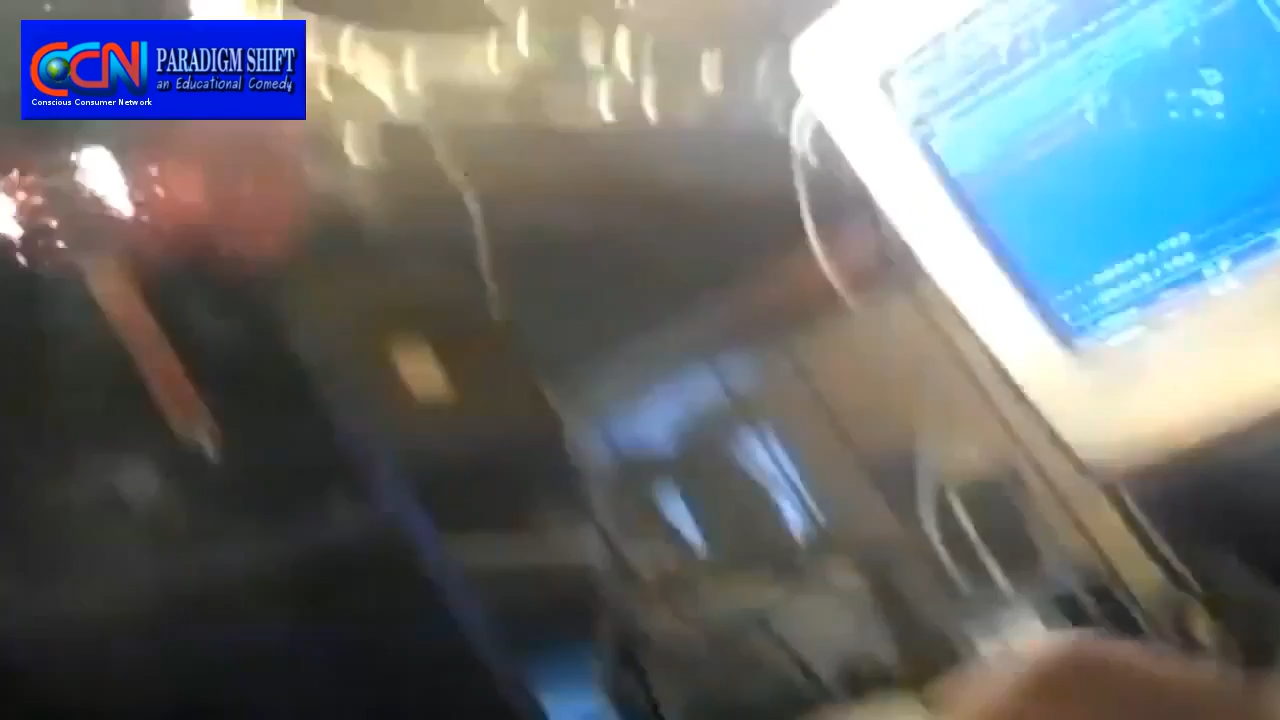 CCN PARADIGM SHIFT
an Educational Comedy
Conscious Consumer Network